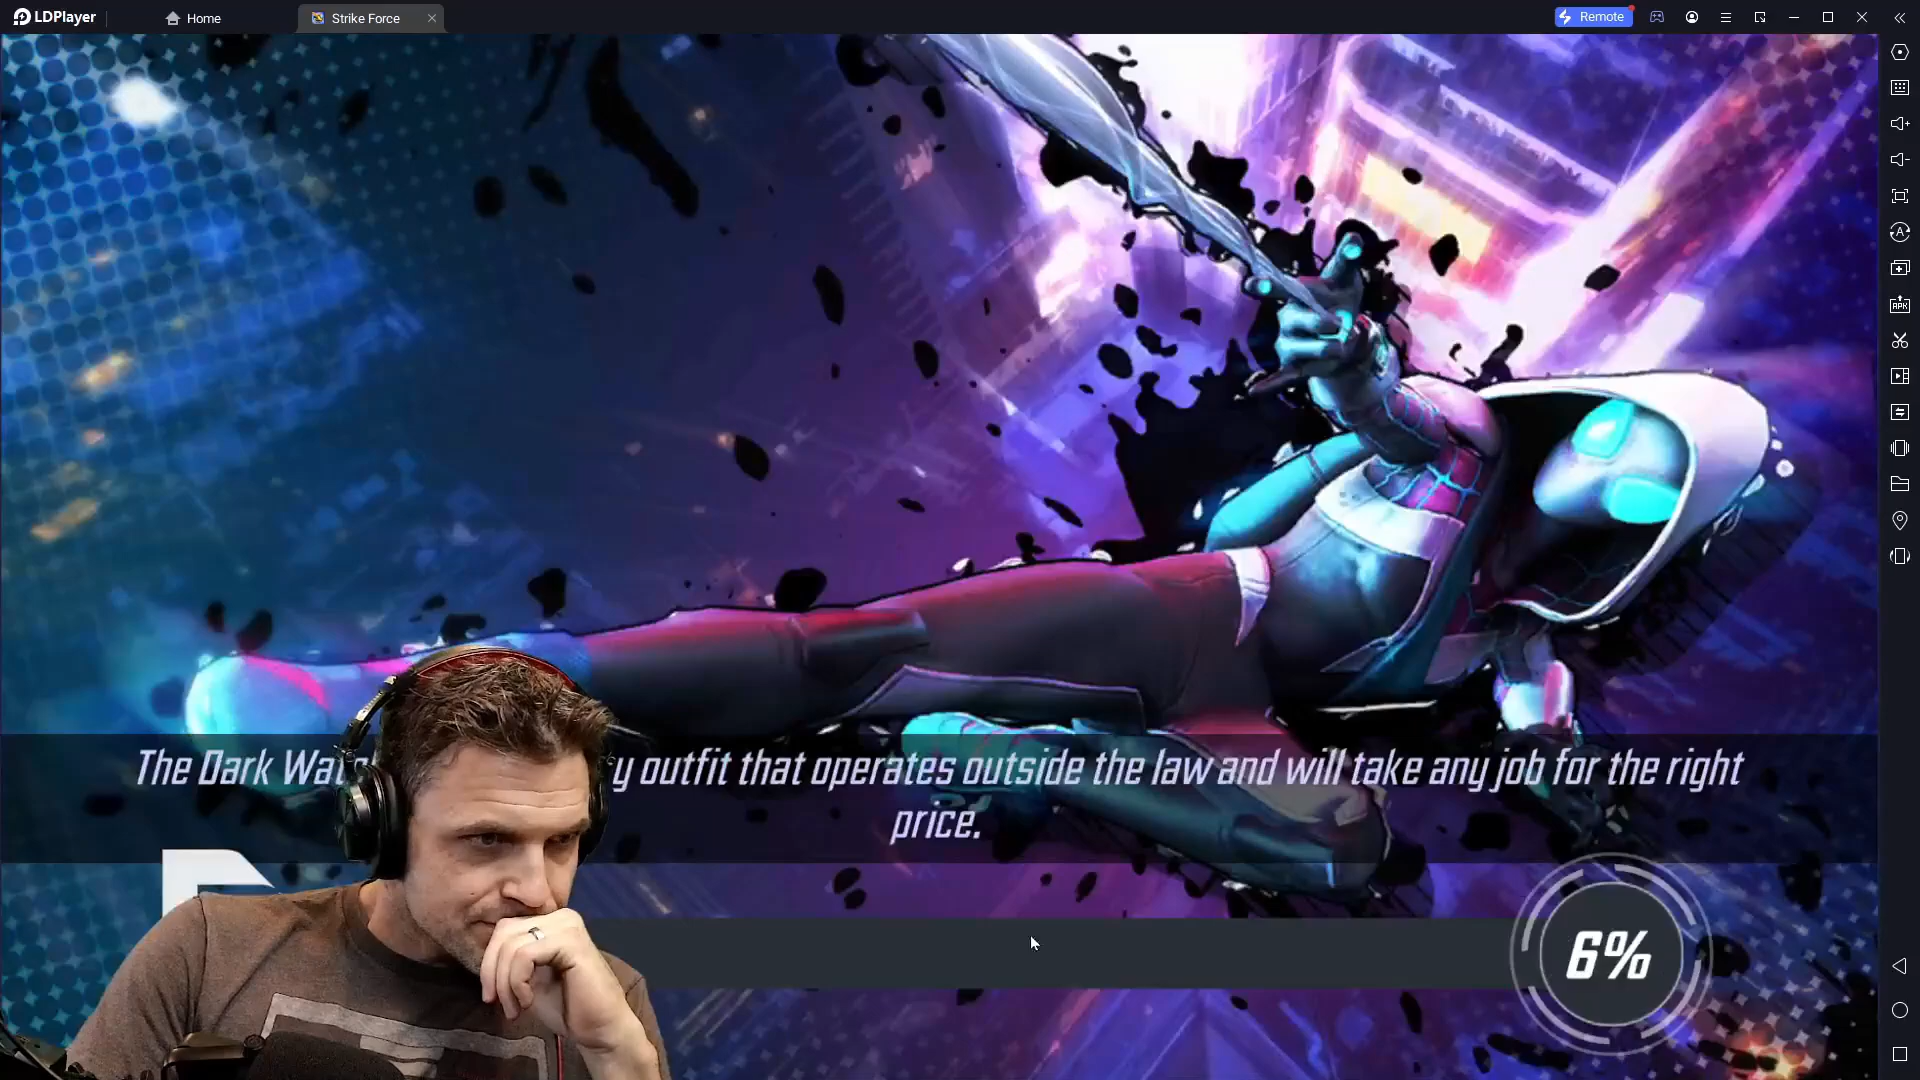 LDPlayer
Home
Strike Force
Remote
The Dark Wat y outfit that operates outside the law and will take any job for the right
price.
6%
APK